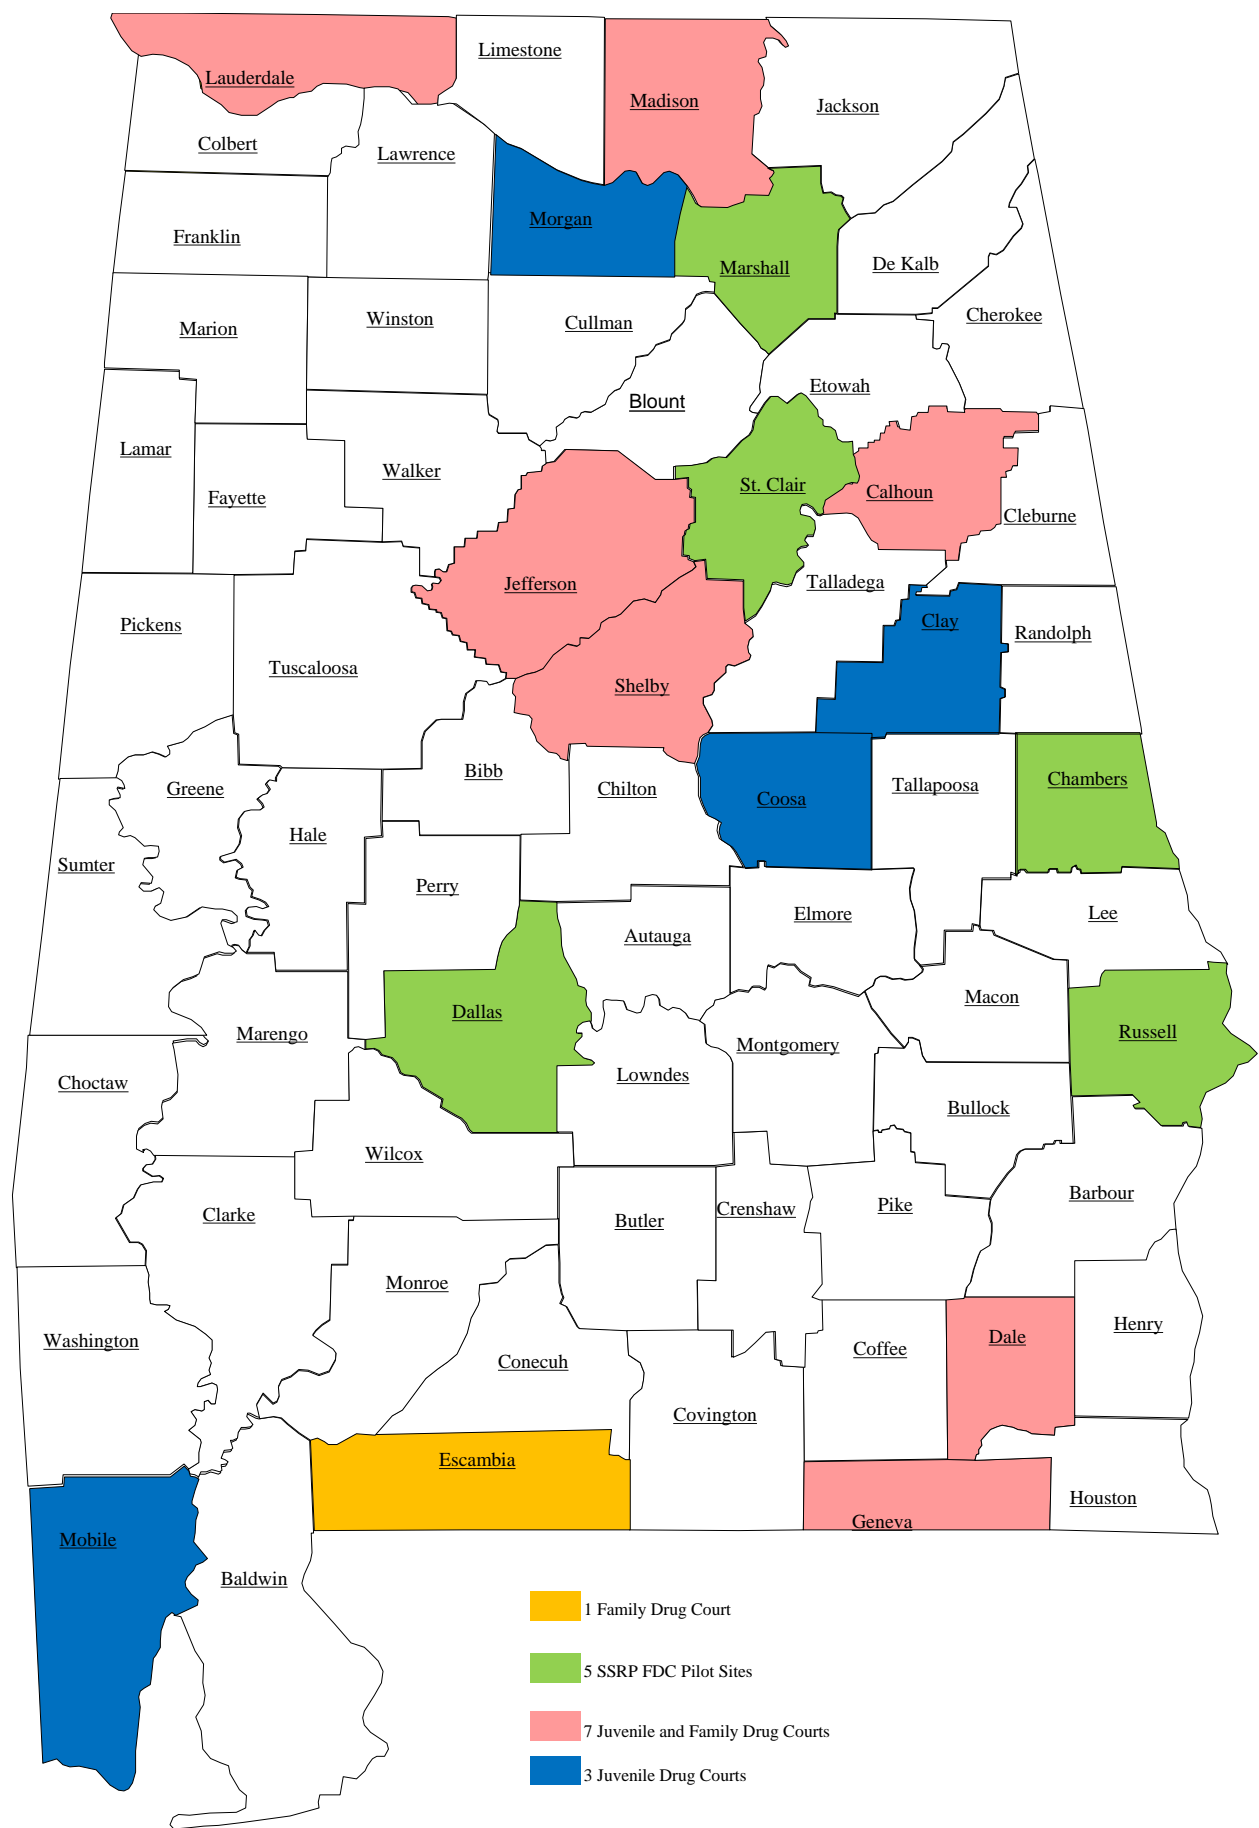 Limestone
Lauderdale
Madison
Jackson
Colbert
Lawrence
Morgan
Franklin
Marshall
De Kalb
Marion
Winston
Cullman
Cherokee
Etowah
Blount
Lamar
Walker
Fayette
St. Clair
Calhoun
Cleburne
Jefferson
Talladega
Pickens
Clay
Randolph
Tuscaloosa
Shelby
Bibb
Greene
Chilton
Coosa
Tallapoosa
Chambers
Hale
Sumter
Perry
Elmore
Lee
Autauga
Macon
Dallas
Marengo
Montgomery
Russell
Choctaw
Lowndes
Bullock
Wilcox
Barbour
Clarke
Butler
Crenshaw
Pike
Monroe
Washington
Conecuh
Coffee
Dale
Henry
Covington
Escambia
Houston
Geneva
Mobile
Baldwin
1 Family Drug Court
5 SSRP FDC Pilot Sites
7 Juvenile and Family Drug Courts
3 Juvenile Drug Courts